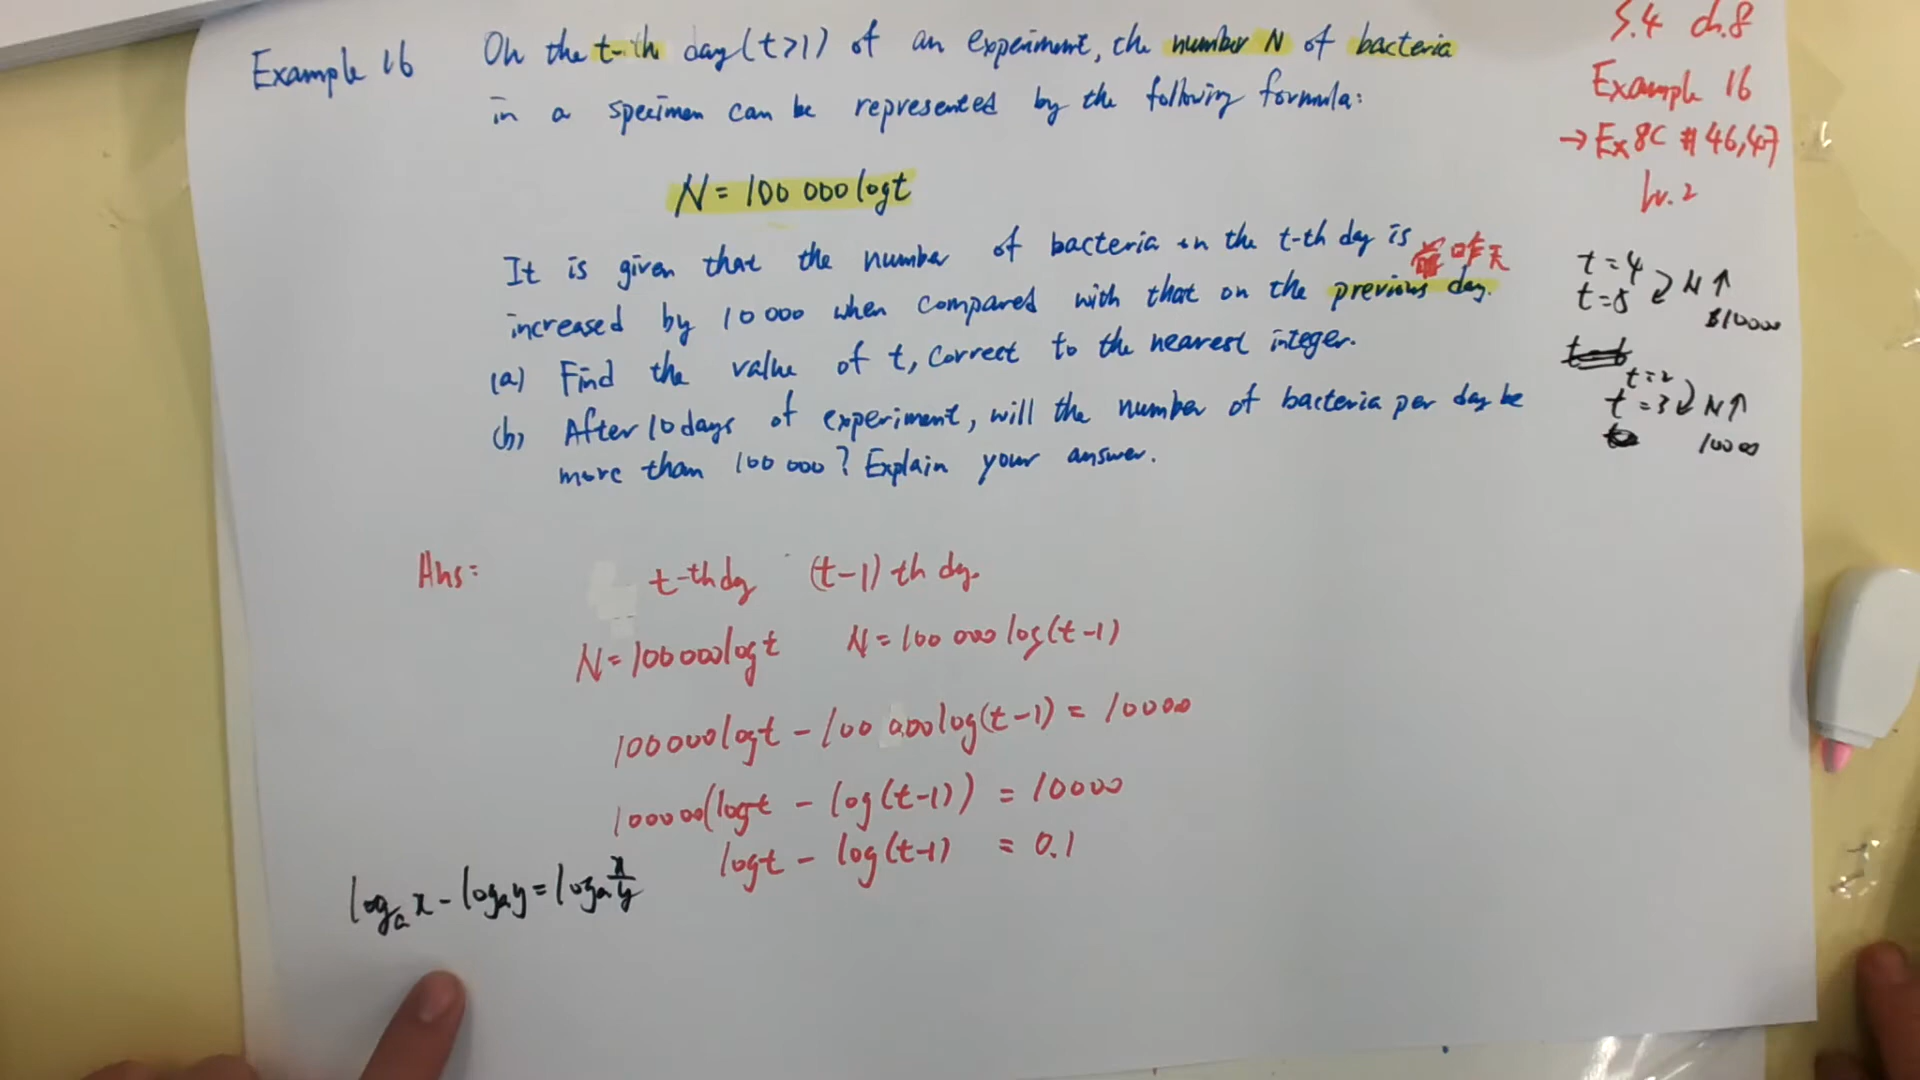 Example 16
On the t-th day (t>1) of an experiment, the number N of bacteria
in a specimen can be represented by the following formula:
N = 100 000 log t
It is given that the number of bacteria on the t-th day is
increased by 10 000 when compared with that on the previous day.
昨天
(a) Find the value of t, correct to the nearest integer.
(b) After 10 days of experiment, will the number of bacteria per day be
more than 100 000? Explain your answer.
S.4 ch.8
Example 16
→ Ex 8C # 46,47
lv.2
t = 4
t = 5
N ↑
10000
t = 2
t = 3
N ↑
10000
Ans:
t-th day (t-1)th day.
N = 100 000 log t N = 100 000 log(t-1)
100000 log t - 100 000 log(t-1) = 10000
100000(log t - log(t-1)) = 10000
log t - log(t-1) = 0.1
logₐx - logₐy = logₐ x/y